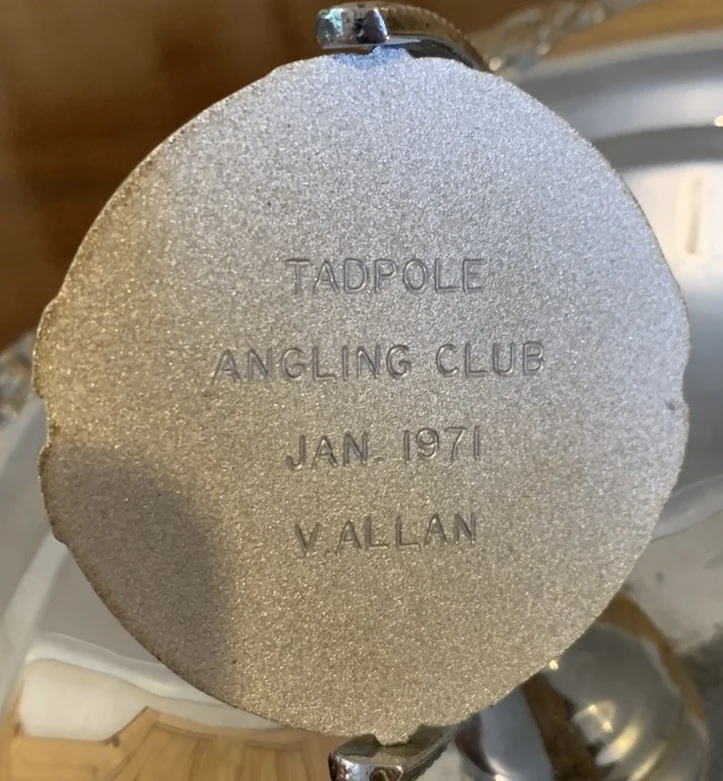 TADPOLE
ANGLING CLUB
JAN. 1971
V.ALLAN